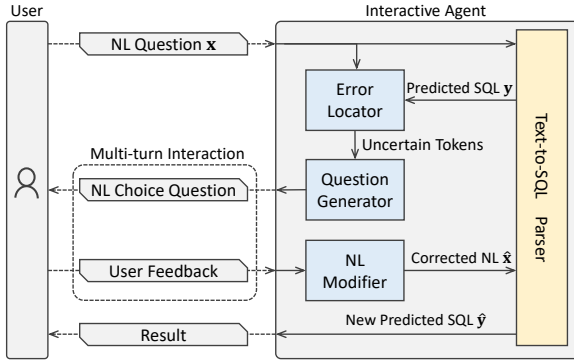 User
Interactive Agent
NL Question x
Error
Locator
Predicted SQL y
Uncertain Tokens
Multi-turn Interaction
NL Choice Question
Question
Generator
User Feedback
NL
Modifier
Corrected NL x̂
Result
New Predicted SQL ŷ
Text-to-SQL Parser